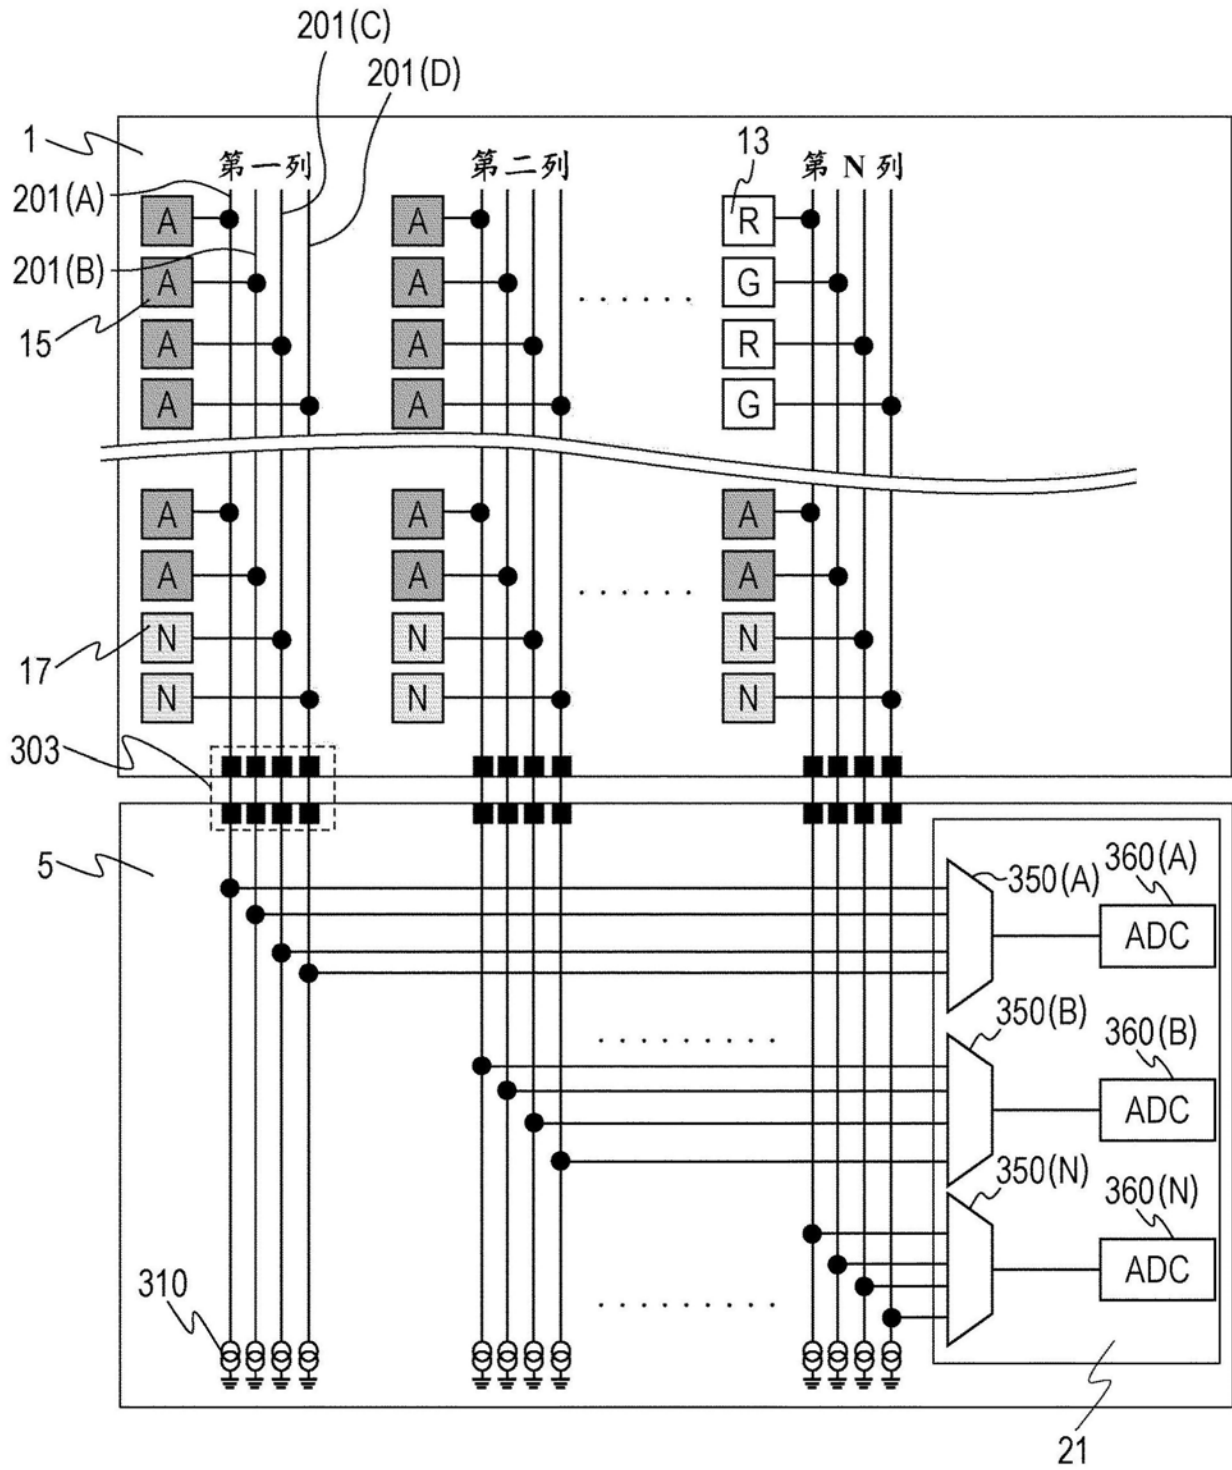 201(C)
201(D)
1
第一列
第二列
13
第N列
201(A)
A
A
R
201(B)
A
A
......
G
15
A
A
R
A
A
G
A
A
A
A
A
......
A
17
N
N
N
N
N
N
303
5
350(A)
360(A)
ADC
350(B)
360(B)
.........
ADC
350(N)
360(N)
ADC
310
.........
21